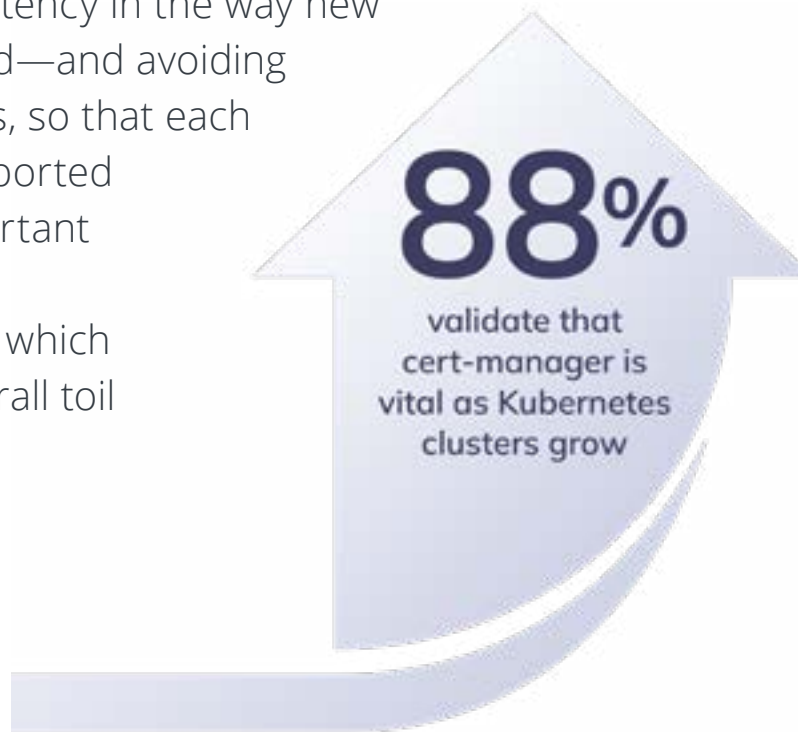 tency in the way new
d—and avoiding
s, so that each
ported
rtant
which
rall toil
88%
validate that
cert-manager is
vital as Kubernetes
clusters grow